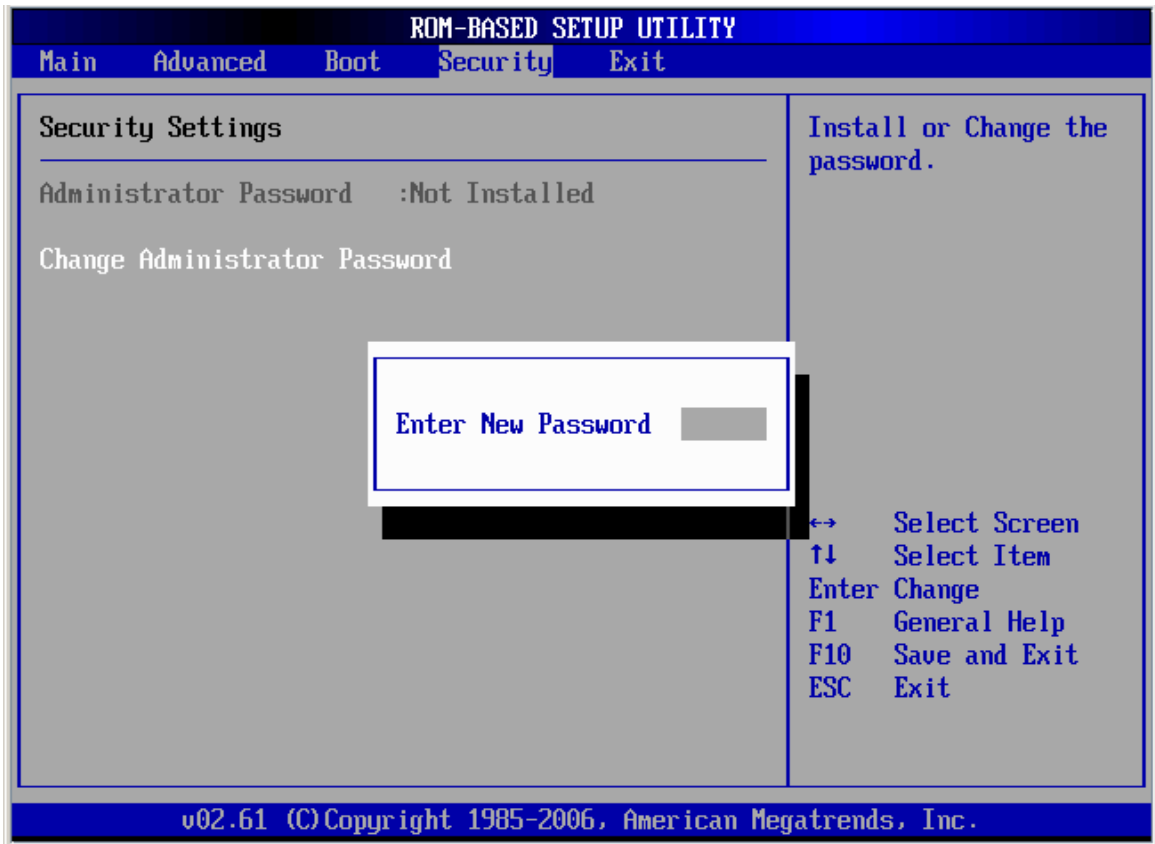 ROM-BASED SETUP UTILITY
Main Advanced Boot Security Exit
Security Settings
Administrator Password :Not Installed
Change Administrator Password
Enter New Password
Install or Change the
password.
←→ Select Screen
↑↓ Select Item
Enter Change
F1 General Help
F10 Save and Exit
ESC Exit
v02.61 (C)Copyright 1985-2006, American Megatrends, Inc.